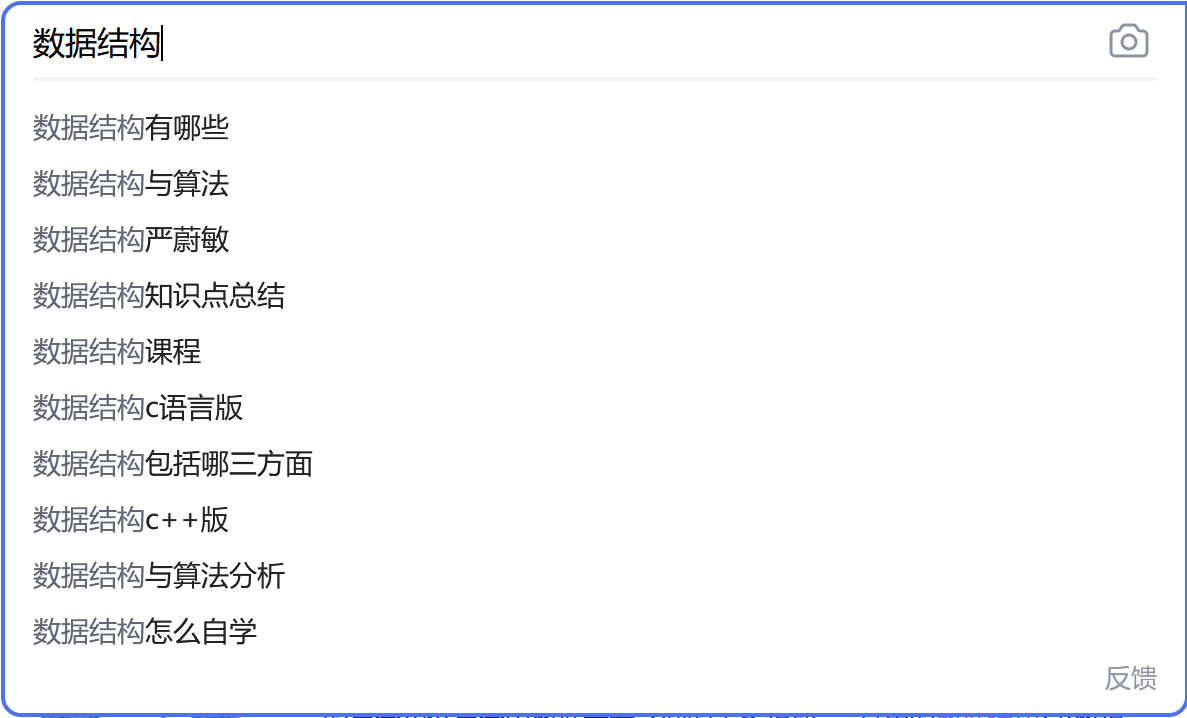 数据结构
数据结构有哪些
数据结构与算法
数据结构严蔚敏
数据结构知识点总结
数据结构课程
数据结构c语言版
数据结构包括哪三方面
数据结构c++版
数据结构与算法分析
数据结构怎么自学
反馈